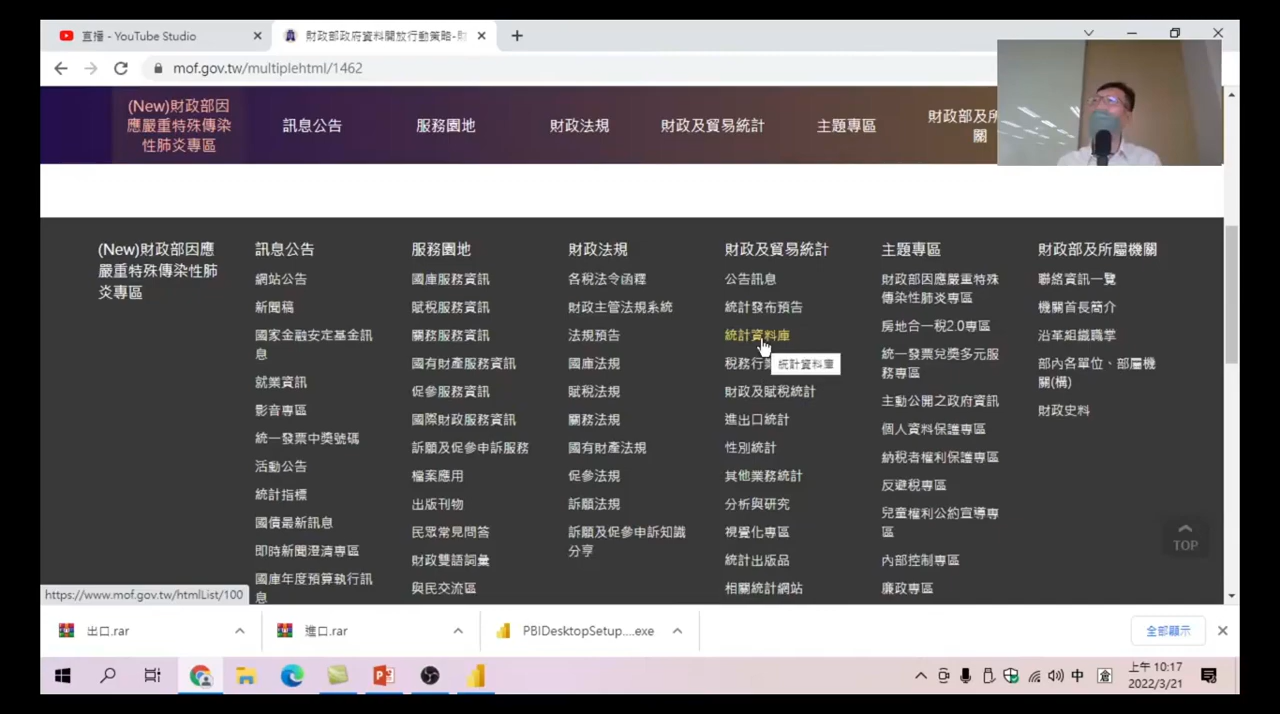 直播 - YouTube Studio
財政部政府資料開放行動策略-財
mof.gov.tw/multiplehtml/1462
(New)財政部因
應嚴重特殊傳染
性肺炎專區
訊息公告
服務園地
財政法規
財政及貿易統計
主題專區
財政部及所
關
(New)財政部因應
嚴重特殊傳染性肺
炎專區
訊息公告
網站公告
新聞稿
國家金融安定基金訊
息
就業資訊
影音專區
統一發票中獎號碼
活動公告
統計指標
國債最新訊息
即時新聞澄清專區
國庫年度預算執行訊
息
服務園地
國庫服務資訊
賦稅服務資訊
關務服務資訊
國有財產服務資訊
促參服務資訊
國際財政服務資訊
訴願及促參申訴服務
檔案應用
出版刊物
民眾常見問答
財政雙語詞彙
與民交流區
財政法規
各稅法令函釋
財政主管法規系統
法規預告
國庫法規
賦稅法規
關務法規
國有財產法規
促參法規
訴願法規
訴願及促參申訴知識
分享
財政及貿易統計
公告訊息
統計發布預告
統計資料庫
稅務行
統計資料庫
財政及賦稅統計
進出口統計
性別統計
其他業務統計
分析與研究
視覺化專區
統計出版品
相關統計網站
主題專區
財政部因應嚴重特殊
傳染性肺炎專區
房地合一稅2.0專區
統一發票兌獎多元服
務專區
主動公開之政府資訊
個人資料保護專區
納稅者權利保護專區
反避稅專區
兒童權利公約宣導專
區
內部控制專區
廉政專區
財政部及所屬機關
聯絡資訊一覽
機關首長簡介
沿革組織職掌
部內各單位、部屬機
關(構)
財政史料
TOP
https://www.mof.gov.tw/htmlList/100
出口.rar
進口.rar
PBIDesktopSetup....exe
全部顯示
中
倉
上午 10:17
2022/3/21